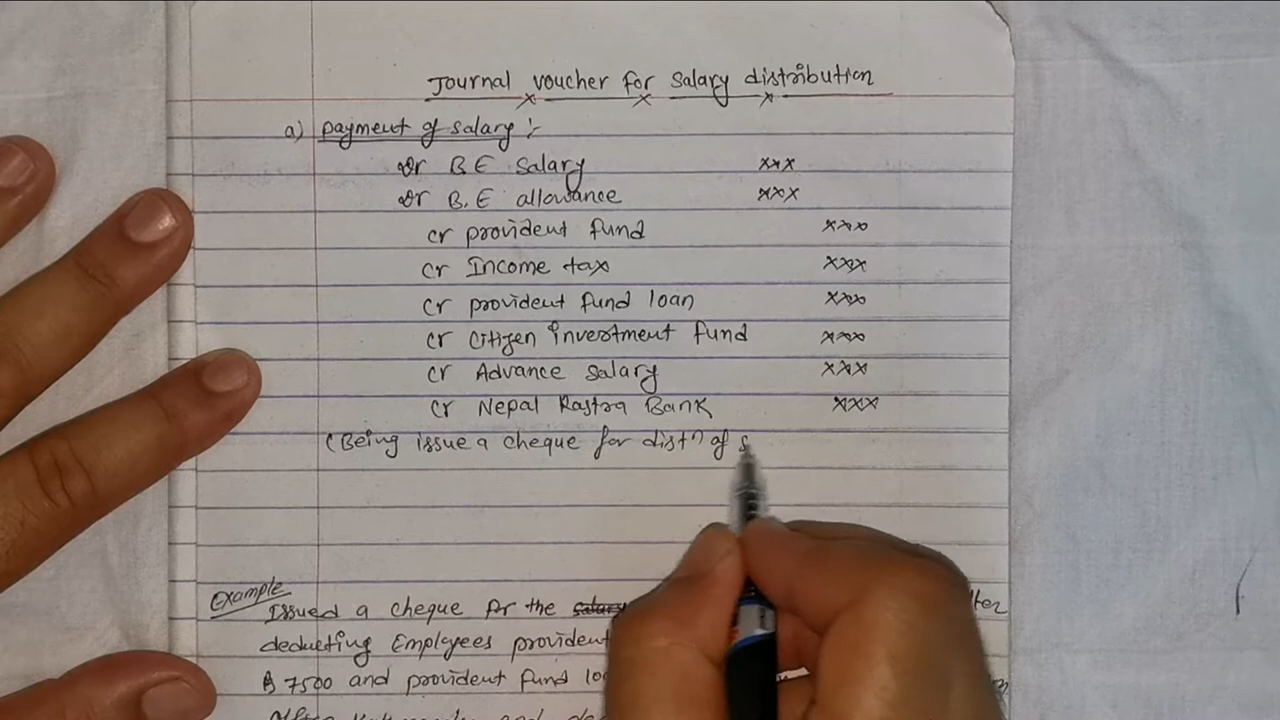 Journal voucher for salary distribution
a) payment of salary :-
Dr B.E salary xxx
Dr B.E allowance xxx
cr provident fund xxx
cr Income tax xxx
cr provident fund loan xxx
cr citizen investment fund xxx
cr Advance salary xxx
cr Nepal Rastra Bank xxx
(Being issue a cheque for distn of s
Example
Issued a cheque for the
deducting Employees provident
7500 and provident fund